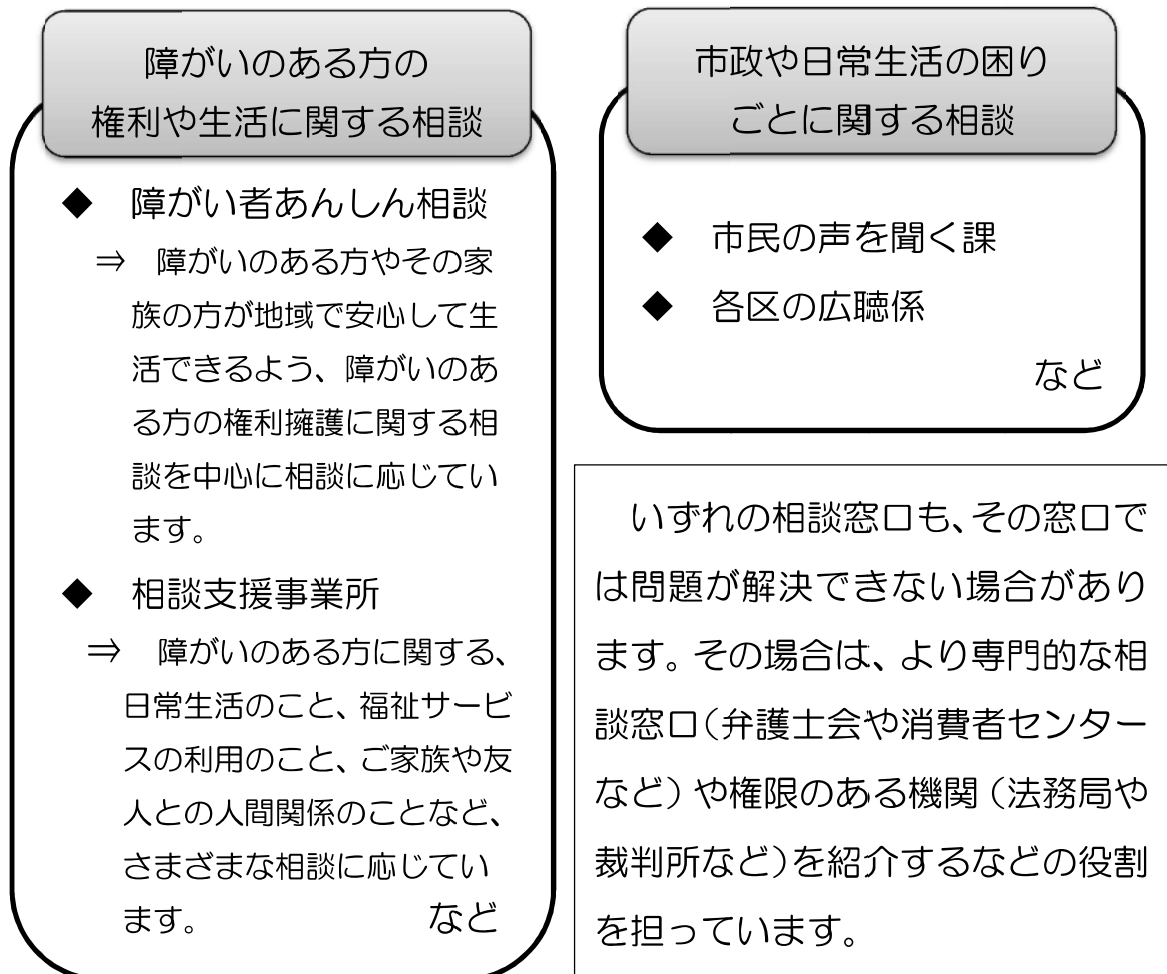 障がいのある方の
権利や生活に関する相談
◆ 障がい者あんしん相談
⇒ 障がいのある方やその家
族の方が地域で安心して生
活できるよう、障がいのあ
る方の権利擁護に関する相
談を中心に相談に応じてい
ます。
◆ 相談支援事業所
⇒ 障がいのある方に関する、
日常生活のこと、福祉サービ
スの利用のこと、ご家族や友
人との人間関係のことなど、
さまざまな相談に応じてい
ます。 など
市政や日常生活の困り
ごとに関する相談
◆ 市民の声を聞く課
◆ 各区の広聴係
など
いずれの相談窓口も、その窓口で
は問題が解決できない場合があり
ます。その場合は、より専門的な相
談窓口（弁護士会や消費者センター
など）や権限のある機関（法務局や
裁判所など）を紹介するなどの役割
を担っています。